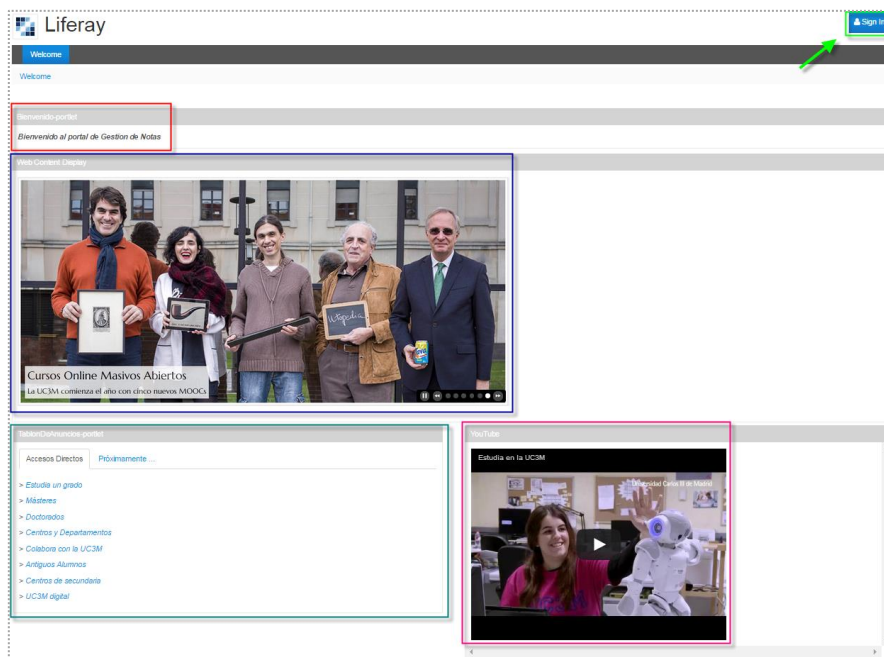 Liferay
Sign In
Welcome
Welcome
Bienvenido-portlet
Bienvenido al portal de Gestion de Notas
Web Content Display
Utopedia
Cursos Online Masivos Abiertos
La UC3M comienza el año con cinco nuevos MOOCs
TablonDeAnuncios-portlet
Accesos Directos
Próximamente ...
> Estudia un grado
> Másteres
> Doctorados
> Centros y Departamentos
> Colabora con la UC3M
> Antiguos Alumnos
> Centros de secundaria
> UC3M digital
YouTube
Estudia en la UC3M
Universidad Carlos III de Madrid